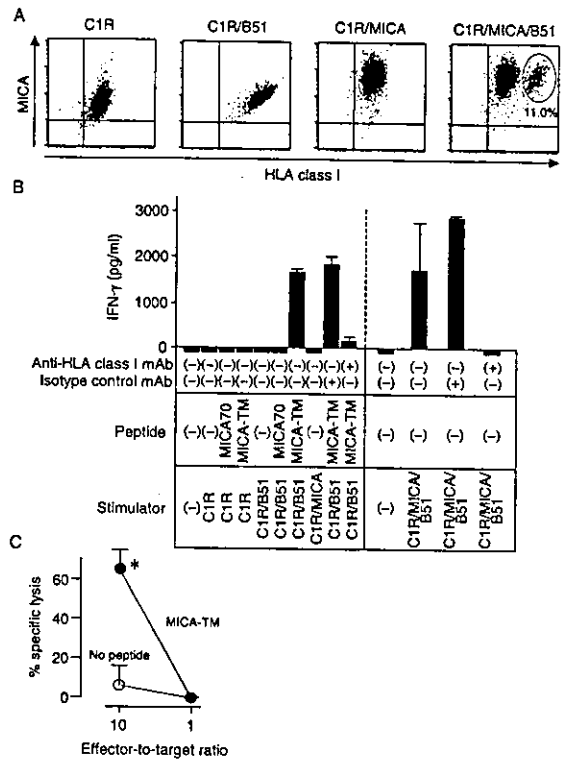 A
C1R
C1R/B51
C1R/MICA
C1R/MICA/B51
MICA
11.0%
HLA class I
B
3000
2000
1000
0
IFN-γ (pg/ml)
Anti-HLA class I mAb (–) (–) (–) (–) (–) (–) (–) (–) (–) (+) (–) (–) (–) (+)
Isotype control mAb (–) (–) (–) (–) (–) (–) (–) (–) (+) (–) (–) (–) (+) (–)
Peptide (–) (–) MICA70 MICA-TM (–) MICA70 MICA-TM (–) MICA-TM MICA-TM (–) (–) (–) (–)
Stimulator (–) C1R C1R C1R C1R/B51 C1R/B51 C1R/B51 C1R/MICA C1R/B51 C1R/B51 (–) C1R/MICA/B51 C1R/MICA/B51 C1R/MICA/B51
C
60
40
20
0
% specific lysis
*
MICA-TM
No peptide
10 1
Effector-to-target ratio